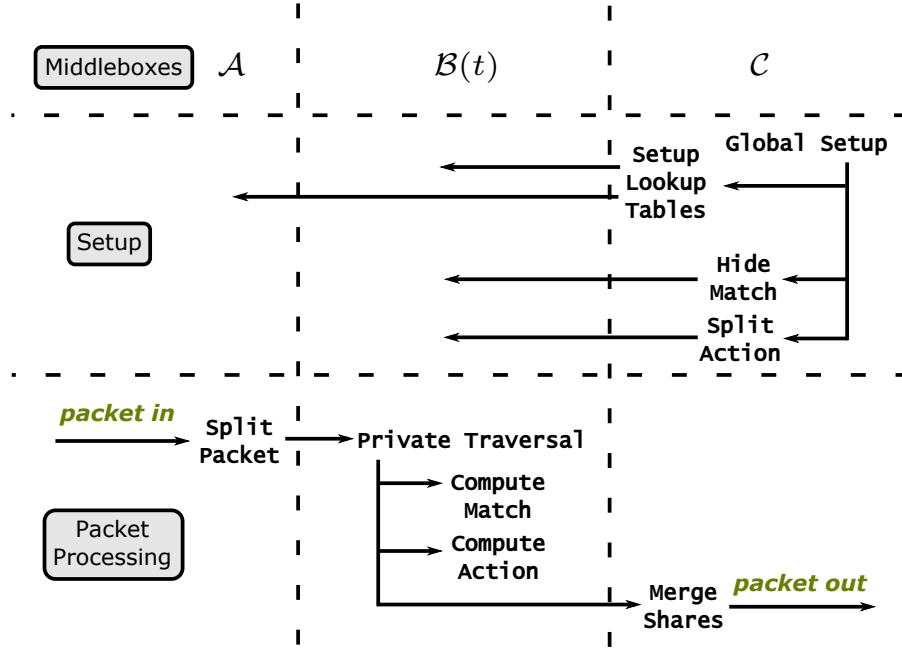 Middleboxes
𝒜
ℬ(t)
𝒞
Setup
Global Setup
Setup
Lookup
Tables
Hide
Match
Split
Action
Packet
Processing
packet in
Split
Packet
Private Traversal
Compute
Match
Compute
Action
Merge
Shares
packet out